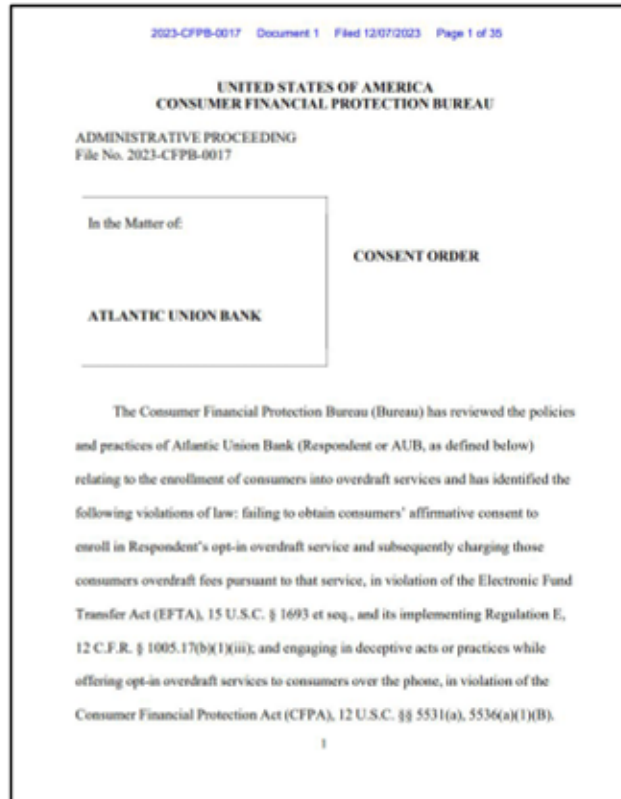 2023-CFPB-0017 Document 1 Filed 12/07/2023 Page 1 of 35
UNITED STATES OF AMERICA
CONSUMER FINANCIAL PROTECTION BUREAU
ADMINISTRATIVE PROCEEDING
File No. 2023-CFPB-0017
In the Matter of:
CONSENT ORDER
ATLANTIC UNION BANK
The Consumer Financial Protection Bureau (Bureau) has reviewed the policies
and practices of Atlantic Union Bank (Respondent or AUB, as defined below)
relating to the enrollment of consumers into overdraft services and has identified the
following violations of law: failing to obtain consumers’ affirmative consent to
enroll in Respondent’s opt-in overdraft service and subsequently charging those
consumers overdraft fees pursuant to that service, in violation of the Electronic Fund
Transfer Act (EFTA), 15 U.S.C. § 1693 et seq., and its implementing Regulation E,
12 C.F.R. § 1005.17(b)(1)(iii); and engaging in deceptive acts or practices while
offering opt-in overdraft services to consumers over the phone, in violation of the
Consumer Financial Protection Act (CFPA), 12 U.S.C. §§ 5531(a), 5536(a)(1)(B).
1